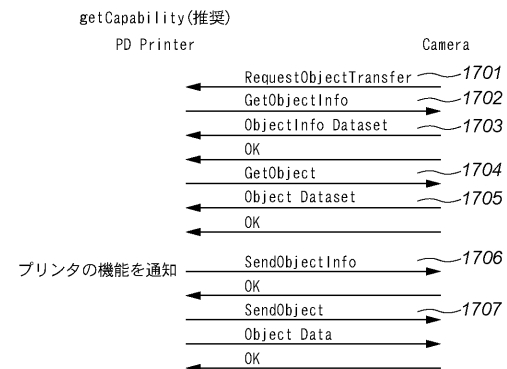 getCapability(推奨)
PD Printer Camera
RequestObjectTransfer 1701
GetObjectInfo 1702
ObjectInfo Dataset 1703
OK
GetObject 1704
Object Dataset 1705
OK
プリンタの機能を通知 SendObjectInfo 1706
OK
SendObject 1707
Object Data
OK